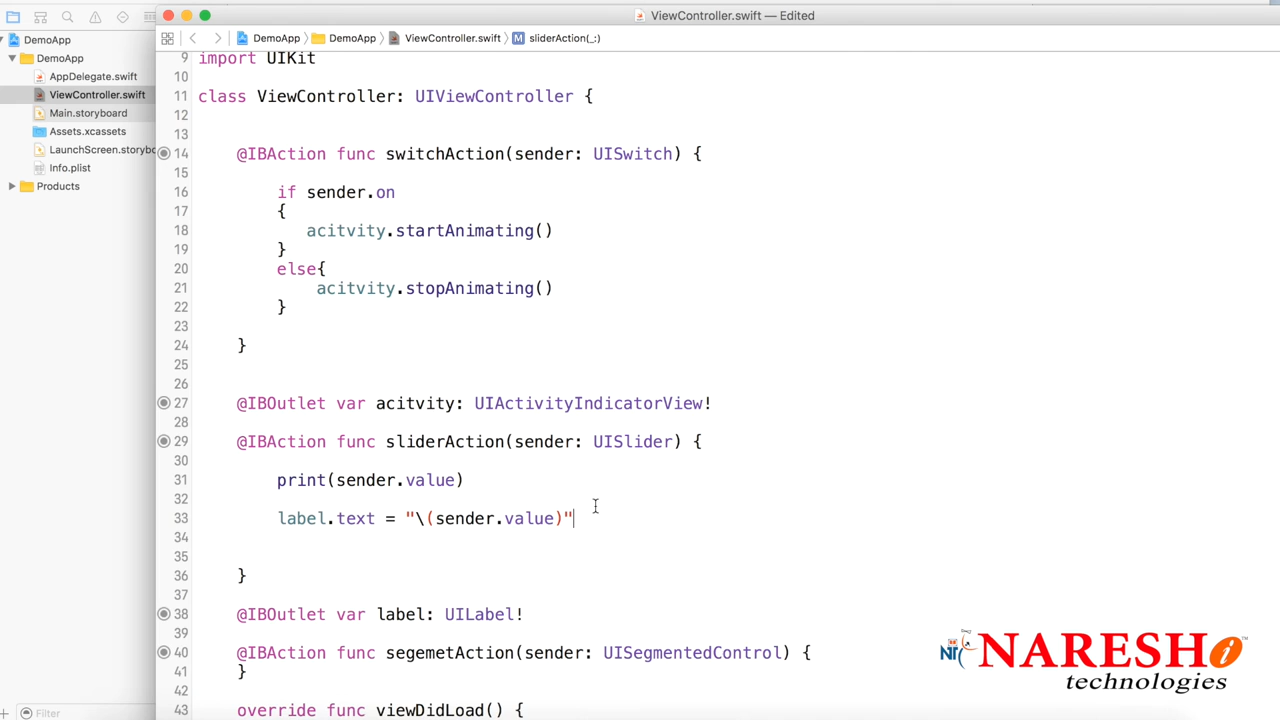 ViewController.swift — Edited
DemoApp
DemoApp
AppDelegate.swift
ViewController.swift
Main.storyboard
Assets.xcassets
LaunchScreen.storybo
Info.plist
Products
Filter
DemoApp DemoApp ViewController.swift M sliderAction(_:)
9 import UIKit
10
11 class ViewController: UIViewController {
12
13
14 @IBAction func switchAction(sender: UISwitch) {
15
16 if sender.on
17 {
18 acitvity.startAnimating()
19 }
20 else{
21 acitvity.stopAnimating()
22 }
23
24 }
25
26
27 @IBOutlet var acitvity: UIActivityIndicatorView!
28
29 @IBAction func sliderAction(sender: UISlider) {
30
31 print(sender.value)
32
33 label.text = "\(sender.value)"
34
35
36 }
37
38 @IBOutlet var label: UILabel!
39
40 @IBAction func segemetAction(sender: UISegmentedControl) {
41 }
42
43 override func viewDidLoad() {
NARESH i
technologies